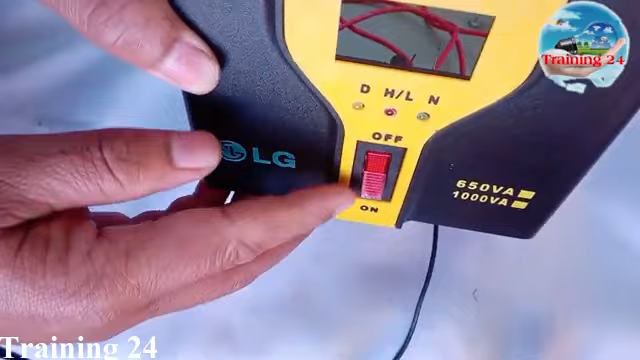 Training 24
D H/L N
OFF
LG
650VA
1000VA
ON
Training 24